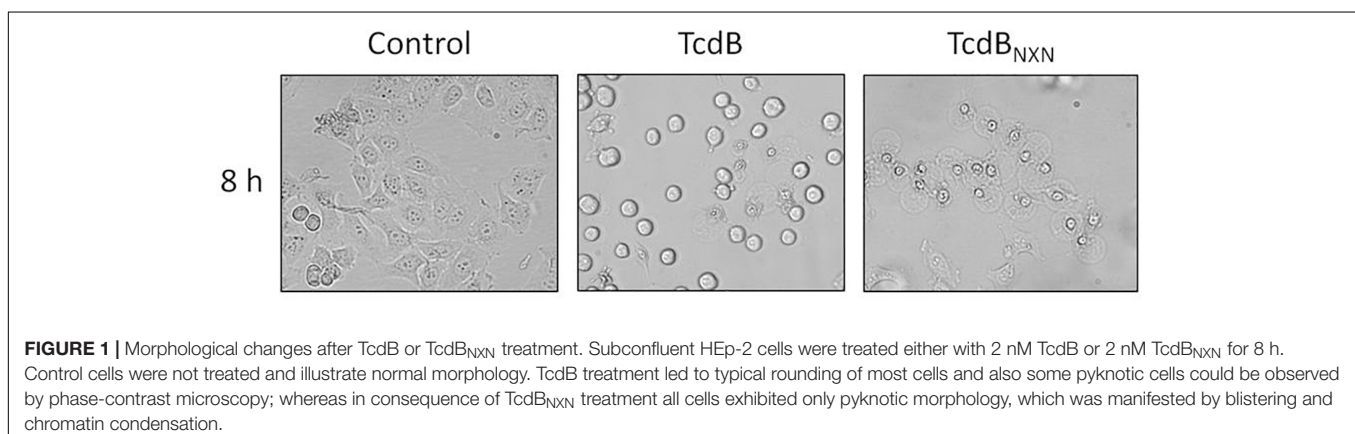 Control TcdB TcdBNXN
8 h
FIGURE 1 | Morphological changes after TcdB or TcdBNXN treatment. Subconfluent HEp-2 cells were treated either with 2 nM TcdB or 2 nM TcdBNXN for 8 h.
Control cells were not treated and illustrate normal morphology. TcdB treatment led to typical rounding of most cells and also some pyknotic cells could be observed
by phase-contrast microscopy; whereas in consequence of TcdBNXN treatment all cells exhibited only pyknotic morphology, which was manifested by blistering and
chromatin condensation.